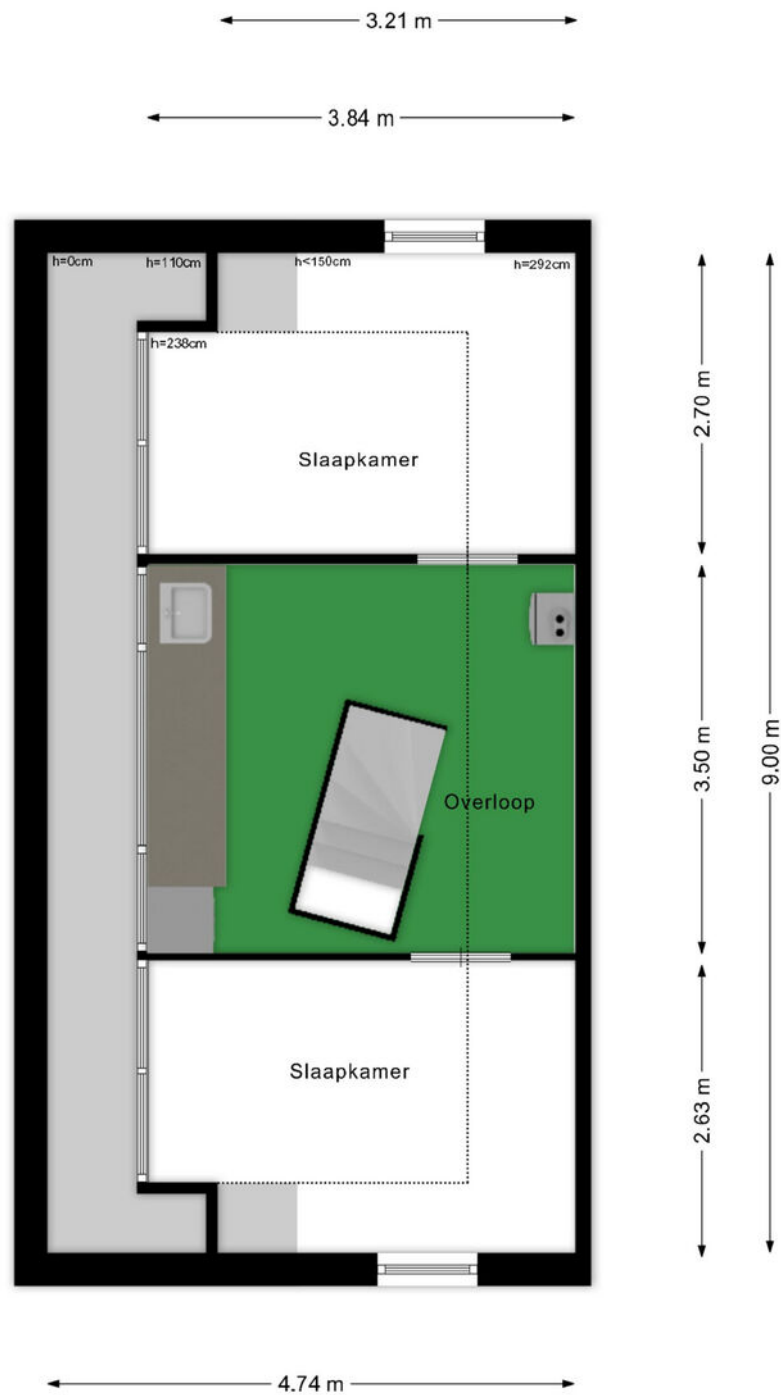 3.21 m
3.84 m
h=0cm
h=110cm
h<150cm
h=292cm
h=238cm
2.70 m
Slaapkamer
3.50 m
9.00 m
Overloop
Slaapkamer
2.63 m
4.74 m